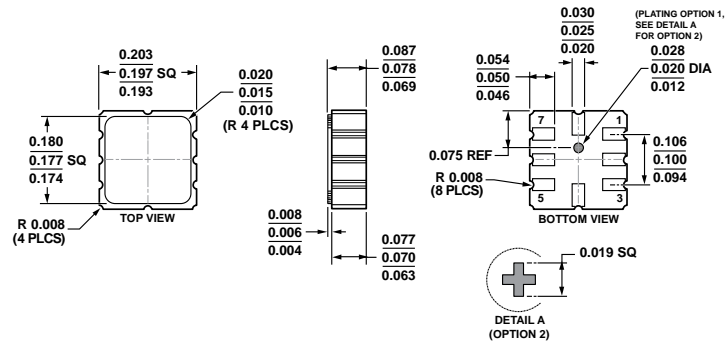 0.203
0.197 SQ
0.193
0.020
0.015
0.010
(R 4 PLCS)
0.180
0.177 SQ
0.174
R 0.008
(4 PLCS)
TOP VIEW
0.087
0.078
0.069
0.008
0.006
0.004
0.077
0.070
0.063
0.030
0.025
0.020
(PLATING OPTION 1,
SEE DETAIL A
FOR OPTION 2)
0.054
0.050
0.046
0.028
0.020 DIA
0.012
7
1
0.075 REF
0.106
0.100
0.094
R 0.008
(8 PLCS)
5
3
BOTTOM VIEW
0.019 SQ
DETAIL A
(OPTION 2)